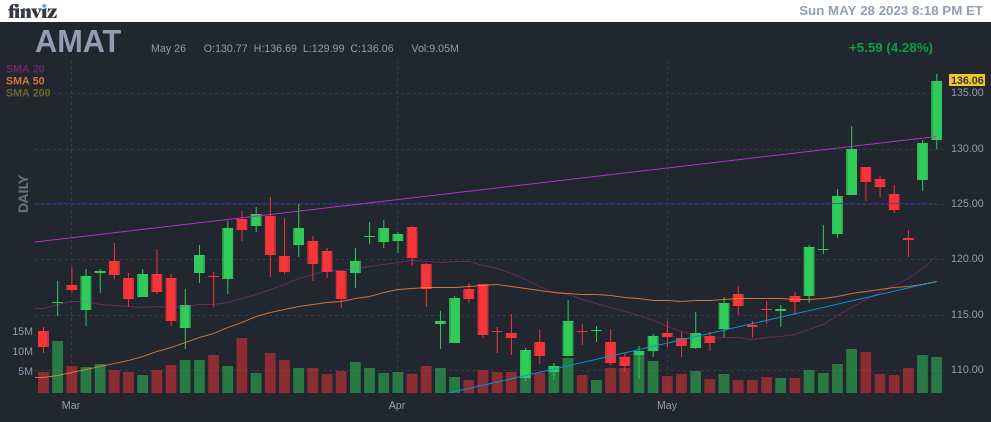 finviz
Sun MAY 28 2023 8:18 PM ET
AMAT
May 26 O:130.77 H:136.69 L:129.99 C:136.06 Vol:9.05M
+5.59 (4.28%)
SMA 20
SMA 50
SMA 200
136.06
135.00
130.00
DAILY
125.00
120.00
115.00
15M
10M
5M
110.00
Mar
Apr
May